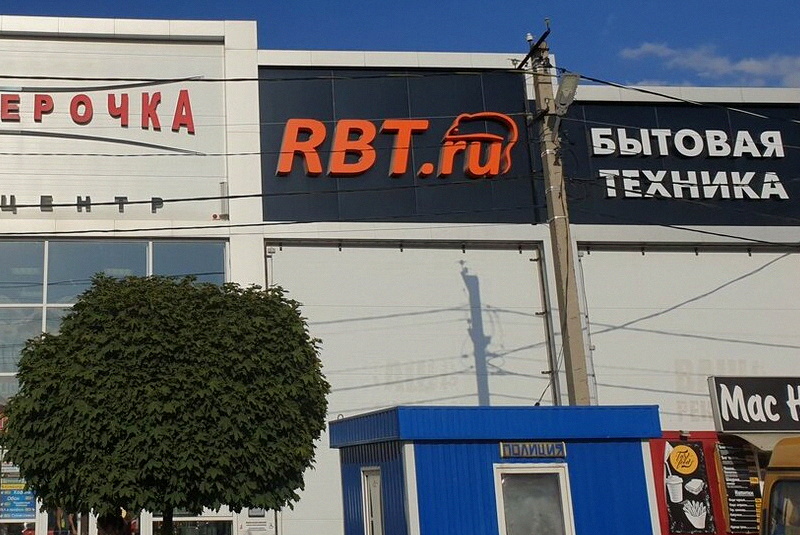 ЕРОЧКА
ЦЕНТР
RBT.ru
БЫТОВАЯ
ТЕХНИКА
ПОЛИЦИЯ
Mac H